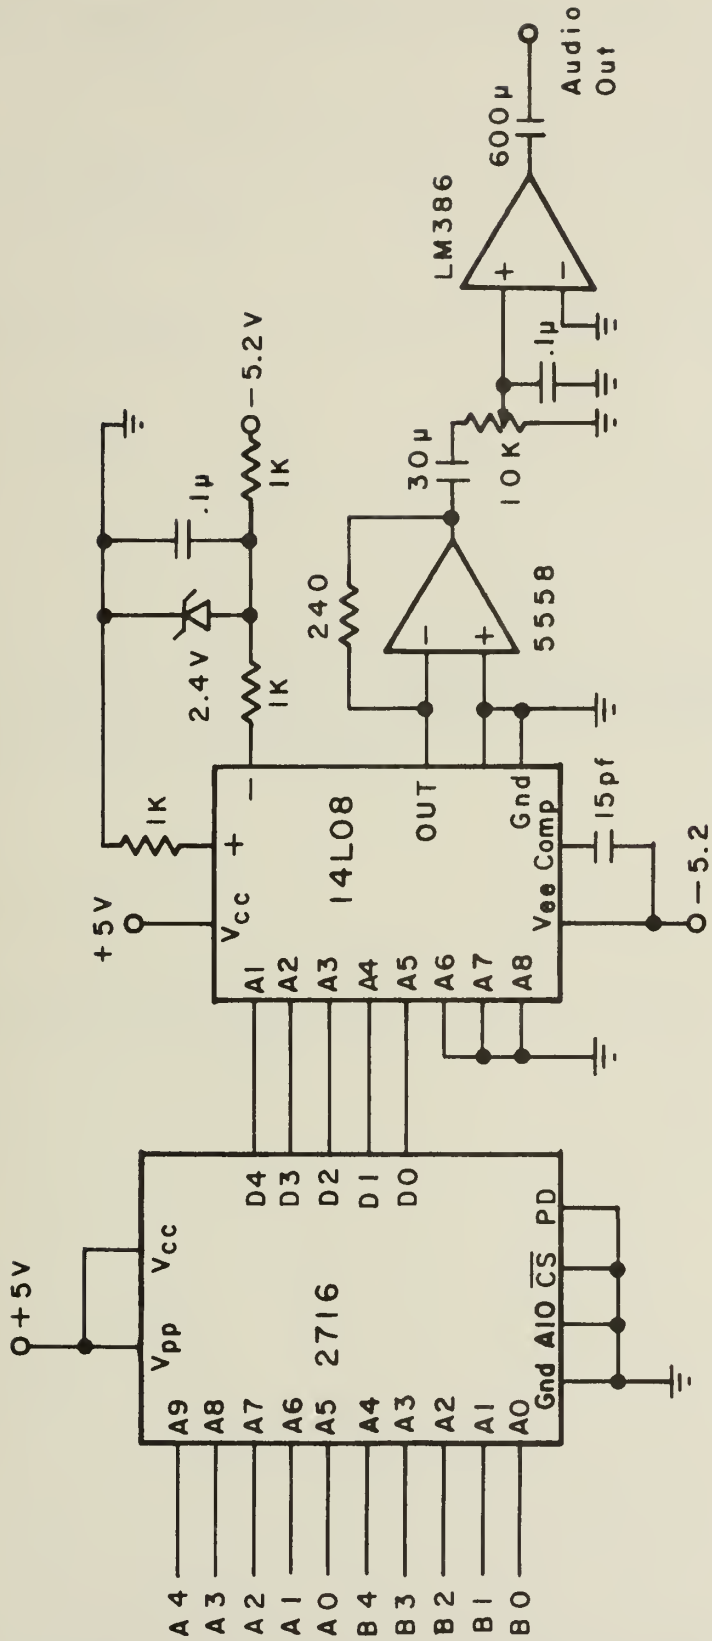 +5V
Vpp Vcc
A4 A9
A3 A8
A2 A7
A1 A6
A0 A5
B4 A4
B3 A3
B2 A2
B1 A1
B0 A0
2716
D4
D3
D2
D1
D0
Gnd A10 C̅S̅ PD
+5V
1K
Vcc + -
A1
A2
A3
A4
A5
A6
A7
A8
14L08
OUT
Gnd
Vee Comp
15pf
-5.2
2.4V
.1µ
1K
1K
-5.2V
240
-
+
5558
30µ
10K
.1µ
LM386
+
-
600µ
Audio
Out